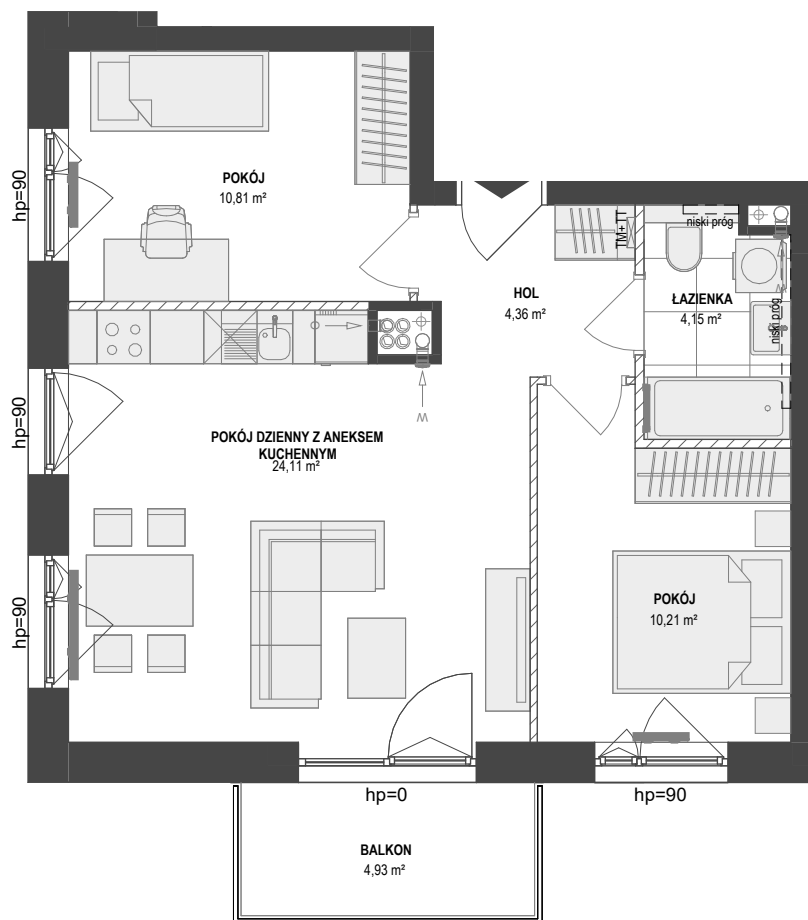 POKÓJ
10,81 m²
hp=90
TM+ TT
niski próg
HOL
4,36 m²
ŁAZIENKA
4,15 m²
niski próg
W
hp=90
POKÓJ DZIENNY Z ANEKSEM
KUCHENNYM
24,11 m²
W
hp=90
POKÓJ
10,21 m²
hp=0
hp=90
BALKON
4,93 m²